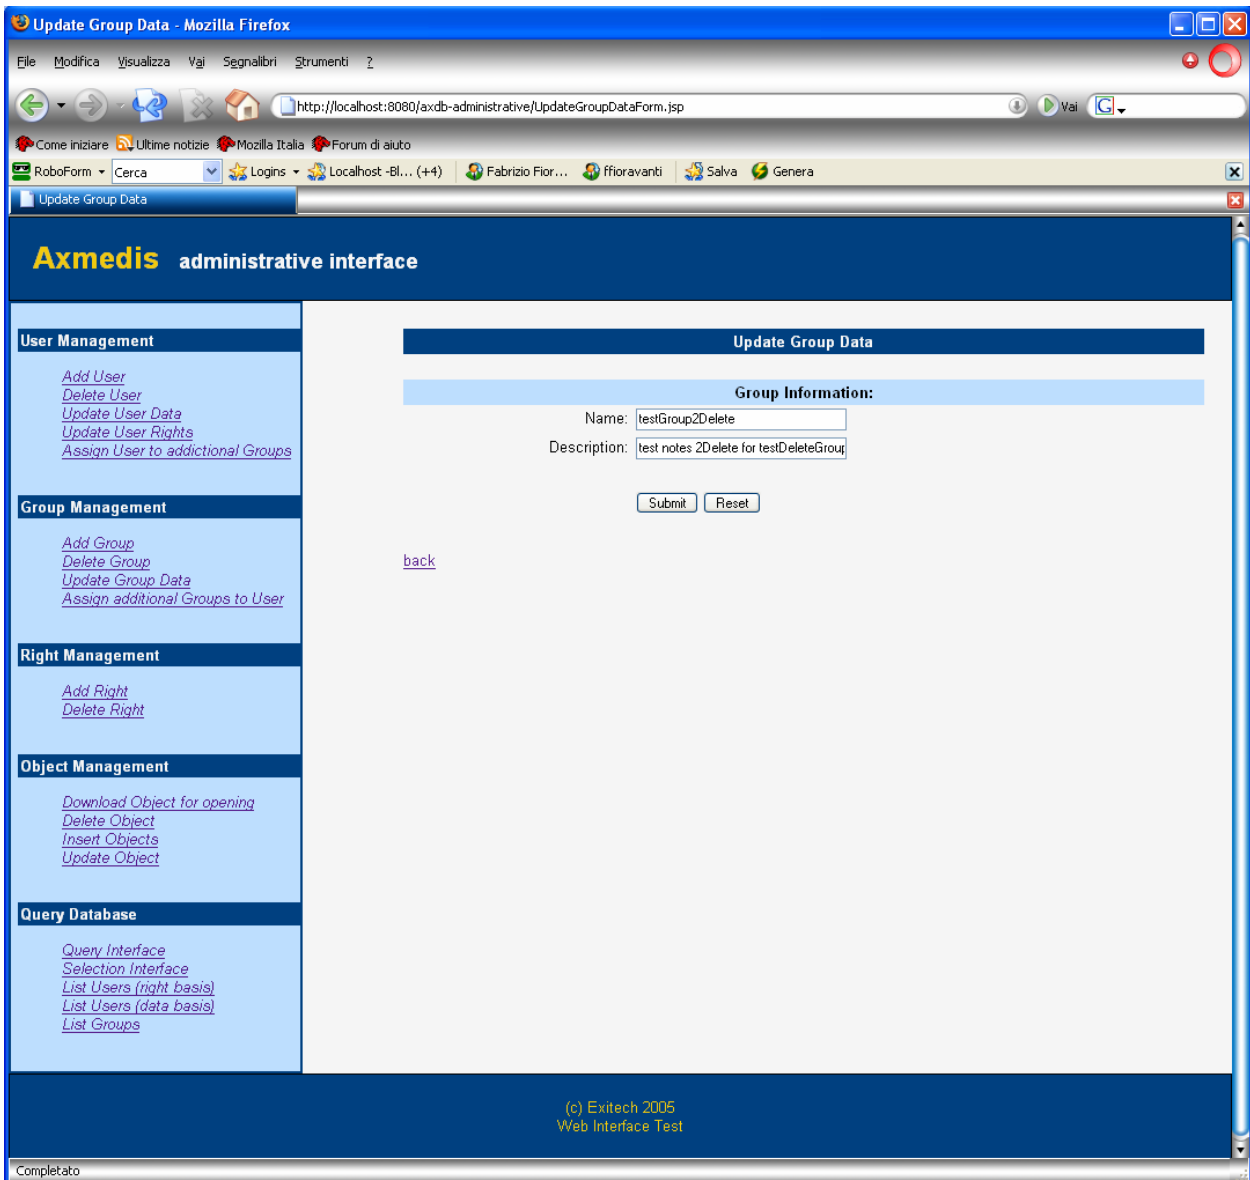 Update Group Data - Mozilla Firefox
File Modifica Visualizza Vai Segnalibri Strumenti ?
http://localhost:8080/axdb-administrative/UpdateGroupDataForm.jsp Vai G
Come iniziare Ultime notizie Mozilla Italia Forum di aiuto
RoboForm Cerca Logins Localhost -Bl... (+4) Fabrizio Fior... ffioravanti Salva Genera
Update Group Data
Axmedis administrative interface
User Management
Add User
Delete User
Update User Data
Update User Rights
Assign User to addictional Groups
Group Management
Add Group
Delete Group
Update Group Data
Assign additional Groups to User
Right Management
Add Right
Delete Right
Object Management
Download Object for opening
Delete Object
Insert Objects
Update Object
Query Database
Query Interface
Selection Interface
List Users (right basis)
List Users (data basis)
List Groups
Update Group Data
Group Information:
Name: testGroup2Delete
Description: test notes 2Delete for testDeleteGroup
Submit Reset
back
(c) Exitech 2005
Web Interface Test
Completato